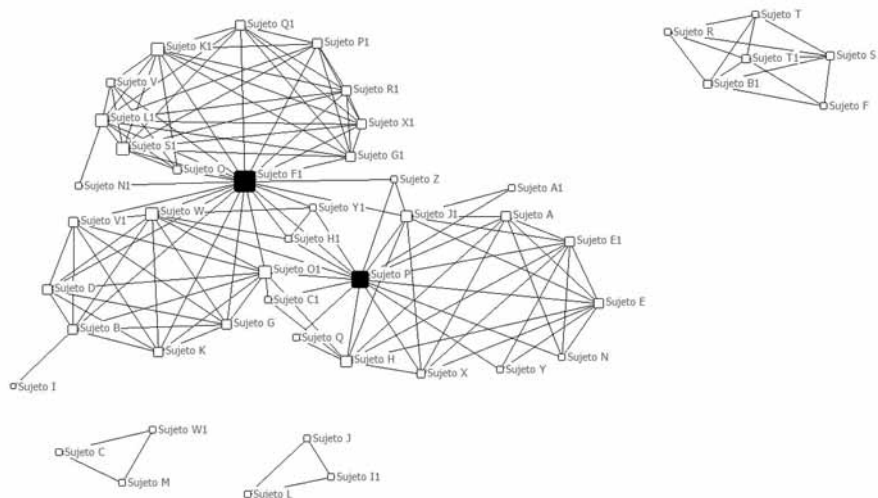 Sujeto Q1
Sujeto T
Sujeto R
Sujeto K1
Sujeto P1
Sujeto S
Sujeto T1
Sujeto V
Sujeto B1
Sujeto R1
Sujeto F
Sujeto L1
Sujeto X1
Sujeto S1
Sujeto G1
Sujeto O
Sujeto F1
Sujeto Z
Sujeto N1
Sujeto A1
Sujeto Y1
Sujeto V1
Sujeto W
Sujeto J1
Sujeto A
Sujeto H1
Sujeto E1
Sujeto O1
Sujeto P
Sujeto D
Sujeto C1
Sujeto E
Sujeto B
Sujeto G
Sujeto Q
Sujeto K
Sujeto H
Sujeto N
Sujeto X
Sujeto Y
Sujeto I
Sujeto W1
Sujeto J
Sujeto C
Sujeto I1
Sujeto M
Sujeto L